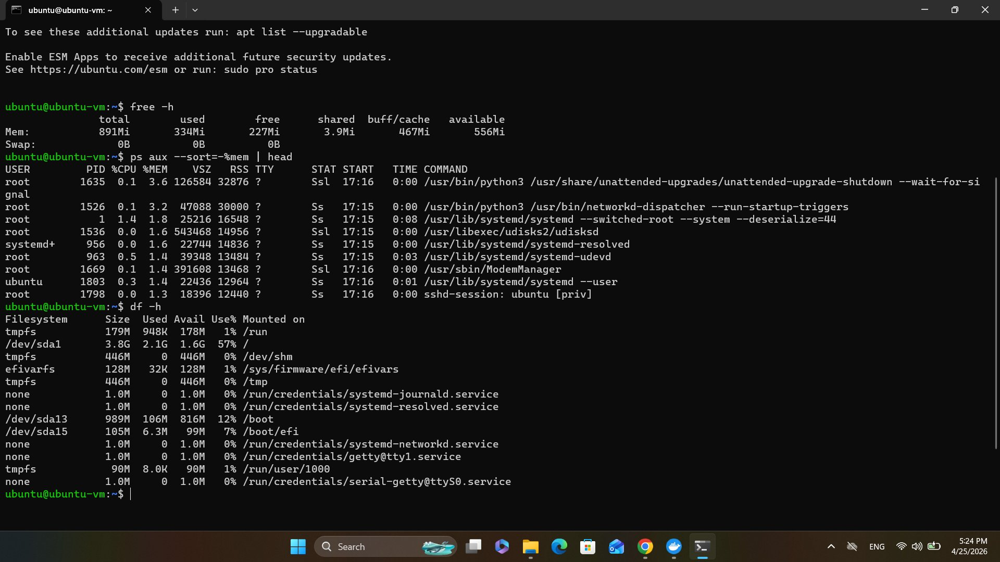 ubuntu@ubuntu-vm: ~
To see these additional updates run: apt list --upgradable
Enable ESM Apps to receive additional future security updates.
See https://ubuntu.com/esm or run: sudo pro status
ubuntu@ubuntu-vm:~$ free -h
               total        used        free      shared  buff/cache   available
Mem:           891Mi       334Mi       227Mi       3.9Mi       467Mi       556Mi
Swap:             0B          0B          0B
ubuntu@ubuntu-vm:~$ ps aux --sort=-%mem | head
USER         PID %CPU %MEM    VSZ   RSS TTY      STAT START   TIME COMMAND
root        1635  0.1  3.6 126584 32876 ?        Ssl  17:16   0:00 /usr/bin/python3 /usr/share/unattended-upgrades/unattended-upgrade-shutdown --wait-for-si
gnal
root        1526  0.1  3.2  47088 30000 ?        Ss   17:15   0:00 /usr/bin/python3 /usr/bin/networkd-dispatcher --run-startup-triggers
root           1  1.4  1.8  25216 16548 ?        Ss   17:15   0:08 /usr/lib/systemd/systemd --switched-root --system --deserialize=44
root        1536  0.0  1.6 543468 14956 ?        Ssl  17:15   0:00 /usr/libexec/udisks2/udisksd
systemd+     956  0.0  1.6  22744 14836 ?        Ss   17:15   0:00 /usr/lib/systemd/systemd-resolved
root         963  0.5  1.4  39348 13484 ?        Ss   17:15   0:03 /usr/lib/systemd/systemd-udevd
root        1669  0.1  1.4 391608 13468 ?        Ssl  17:16   0:00 /usr/sbin/ModemManager
ubuntu      1803  0.3  1.4  22436 12964 ?        Ss   17:16   0:01 /usr/lib/systemd/systemd --user
root        1798  0.0  1.3  18396 12440 ?        Ss   17:16   0:00 sshd-session: ubuntu [priv]
ubuntu@ubuntu-vm:~$ df -h
Filesystem      Size  Used Avail Use% Mounted on
tmpfs           179M  948K  178M   1% /run
/dev/sda1       3.8G  2.1G  1.6G  57% /
tmpfs           446M     0  446M   0% /dev/shm
efivarfs        128M   32K  128M   1% /sys/firmware/efi/efivars
tmpfs           446M     0  446M   0% /tmp
none            1.0M     0  1.0M   0% /run/credentials/systemd-journald.service
none            1.0M     0  1.0M   0% /run/credentials/systemd-resolved.service
/dev/sda13      989M  106M  816M  12% /boot
/dev/sda15      105M  6.3M   99M   7% /boot/efi
none            1.0M     0  1.0M   0% /run/credentials/systemd-networkd.service
none            1.0M     0  1.0M   0% /run/credentials/getty@tty1.service
tmpfs            90M  8.0K   90M   1% /run/user/1000
none            1.0M     0  1.0M   0% /run/credentials/serial-getty@ttyS0.service
ubuntu@ubuntu-vm:~$
Search
ENG
5:24 PM
4/25/2026